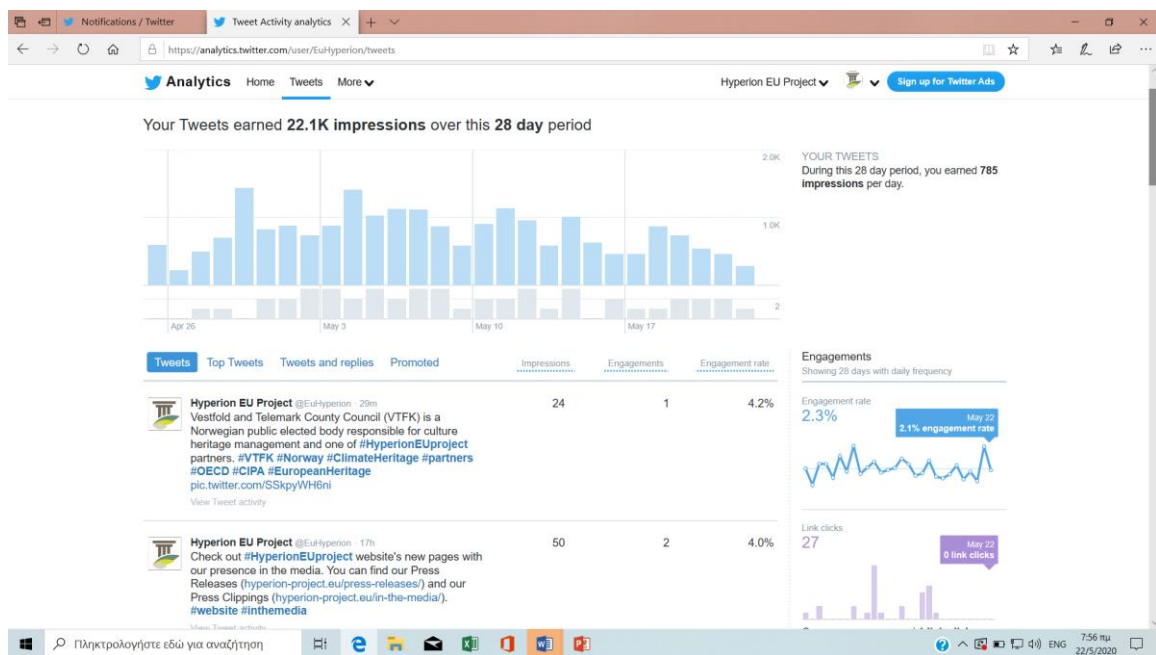 Notifications / Twitter
Tweet Activity analytics
https://analytics.twitter.com/user/EuHyperion/tweets
Analytics Home Tweets More
Hyperion EU Project
Sign up for Twitter Ads
Your Tweets earned 22.1K impressions over this 28 day period
2.0K
1.0K
2
Apr 26 May 3 May 10 May 17
YOUR TWEETS
During this 28 day period, you earned 785
impressions per day.
Tweets Top Tweets Tweets and replies Promoted Impressions Engagements Engagement rate
Hyperion EU Project @EuHyperion · 29m
Vestfold and Telemark County Council (VTFK) is a
Norwegian public elected body responsible for culture
heritage management and one of #HyperionEUproject
partners. #VTFK #Norway #ClimateHeritage #partners
#OECD #CIPA #EuropeanHeritage
pic.twitter.com/SSkpyWH6ni
View Tweet activity
24 1 4.2%
Hyperion EU Project @EuHyperion · 17h
Check out #HyperionEUproject website's new pages with
our presence in the media. You can find our Press
Releases (hyperion-project.eu/press-releases/) and our
Press Clippings (hyperion-project.eu/in-the-media/).
#website #inthemedia
View Tweet activity
50 2 4.0%
Engagements
Showing 28 days with daily frequency
Engagement rate
2.3%
May 22
2.1% engagement rate
Link clicks
27
May 22
0 link clicks
Πληκτρολογήστε εδώ για αναζήτηση
ENG
7:56 πμ
22/5/2020